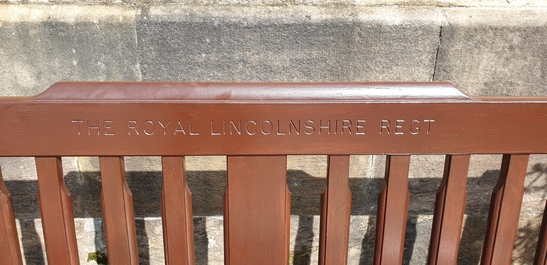 THE ROYAL LINCOLNSHIRE REGT